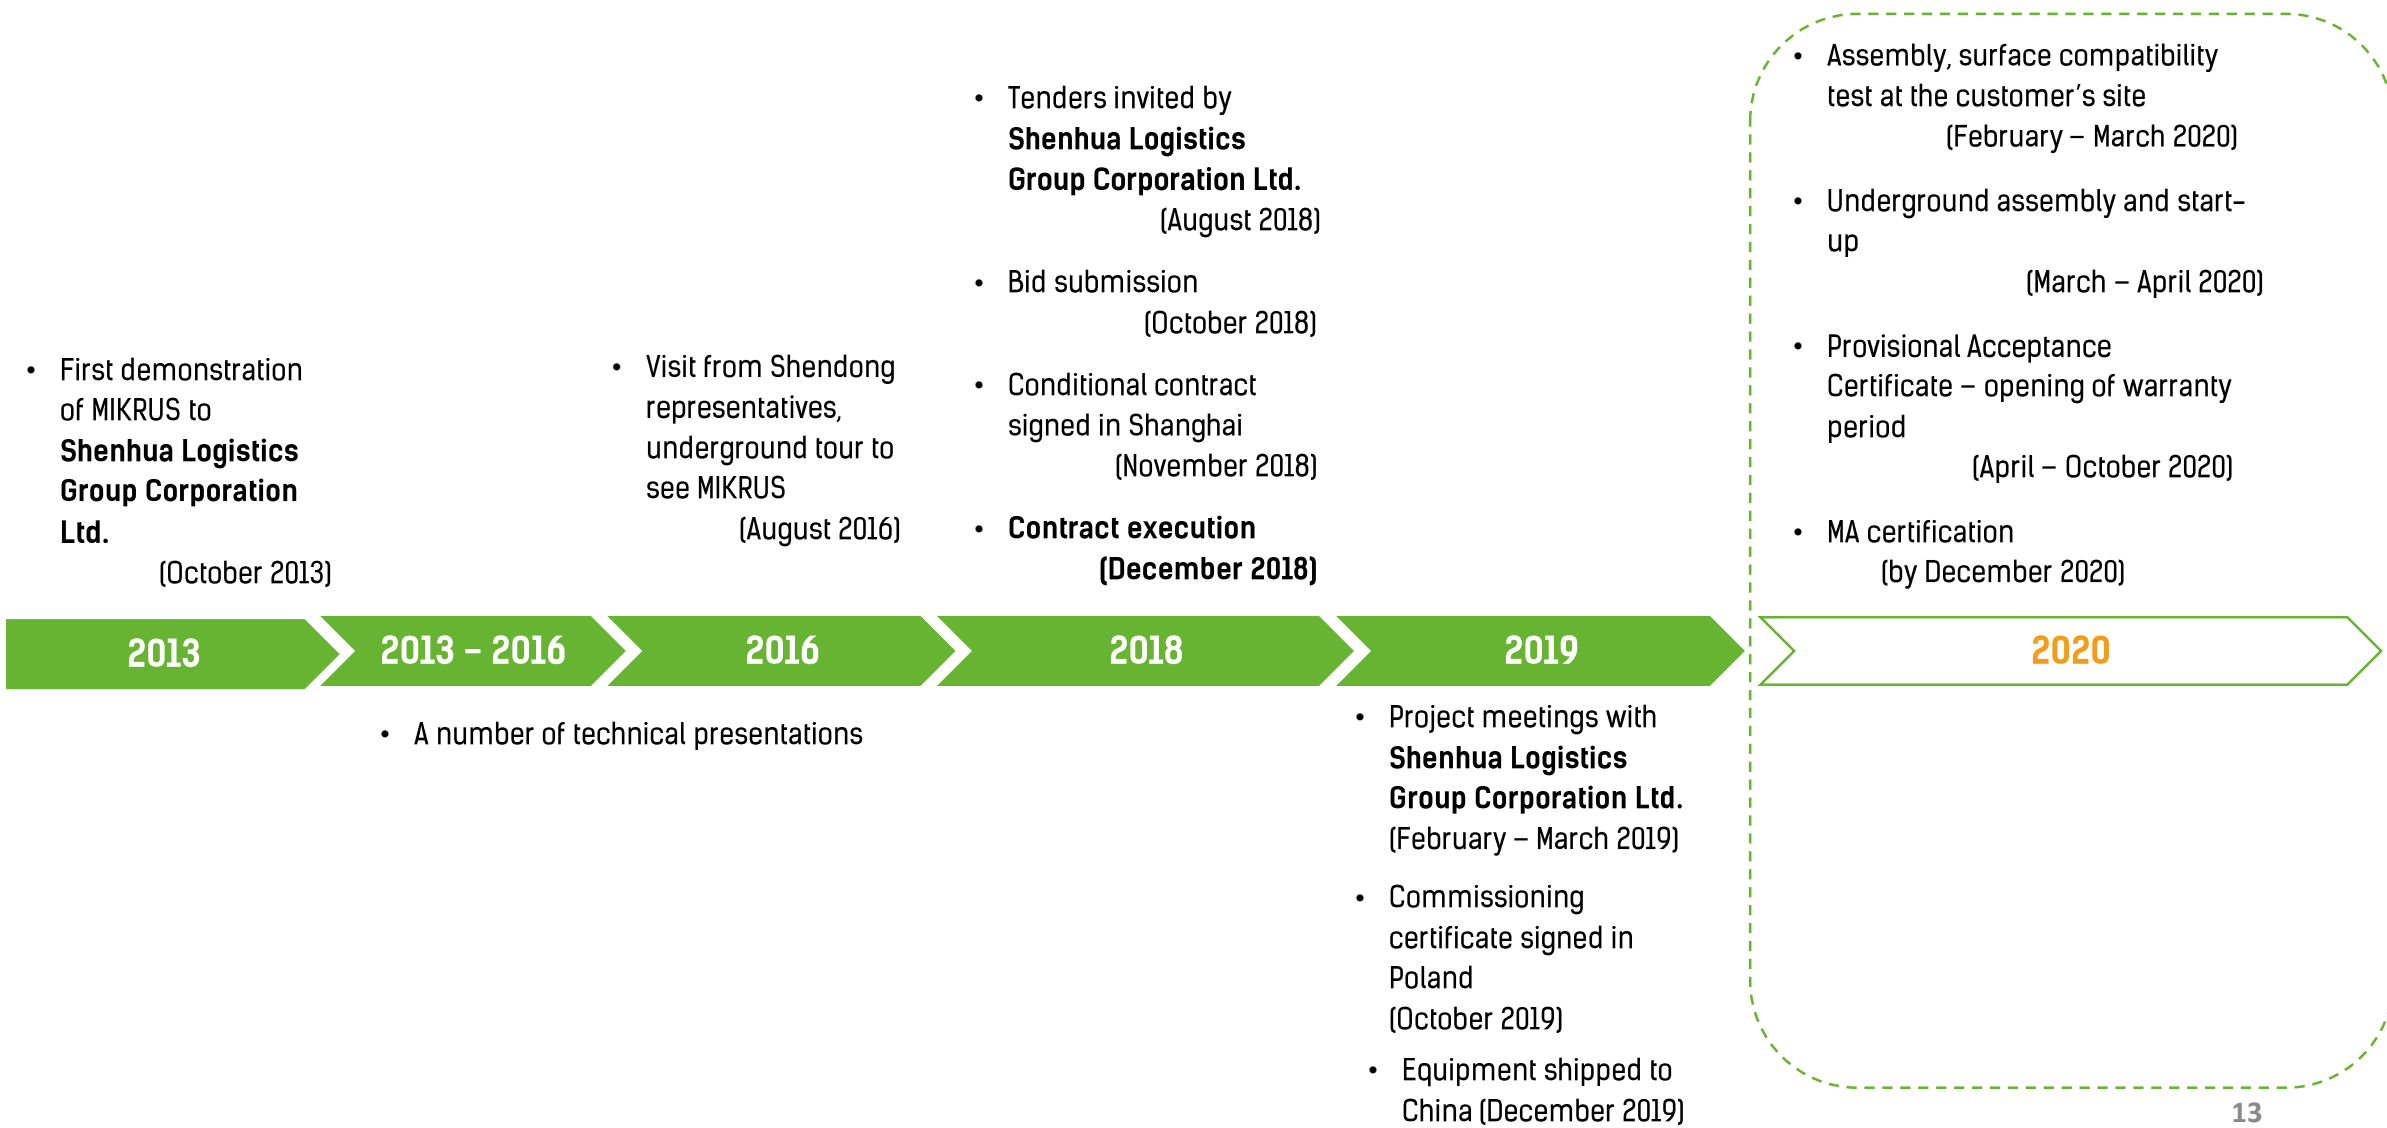 • First demonstration
of MIKRUS to
Shenhua Logistics
Group Corporation
Ltd.
(October 2013)
2013
2013 – 2016
• A number of technical presentations
• Visit from Shendong
representatives,
underground tour to
see MIKRUS
(August 2016)
2016
• Tenders invited by
Shenhua Logistics
Group Corporation Ltd.
(August 2018)
• Bid submission
(October 2018)
• Conditional contract
signed in Shanghai
(November 2018)
• Contract execution
(December 2018)
2018
2019
• Project meetings with
Shenhua Logistics
Group Corporation Ltd.
(February – March 2019)
• Commissioning
certificate signed in
Poland
(October 2019)
• Equipment shipped to
China (December 2019)
• Assembly, surface compatibility
test at the customer’s site
(February – March 2020)
• Underground assembly and start-
up
(March – April 2020)
• Provisional Acceptance
Certificate – opening of warranty
period
(April – October 2020)
• MA certification
(by December 2020)
2020
13